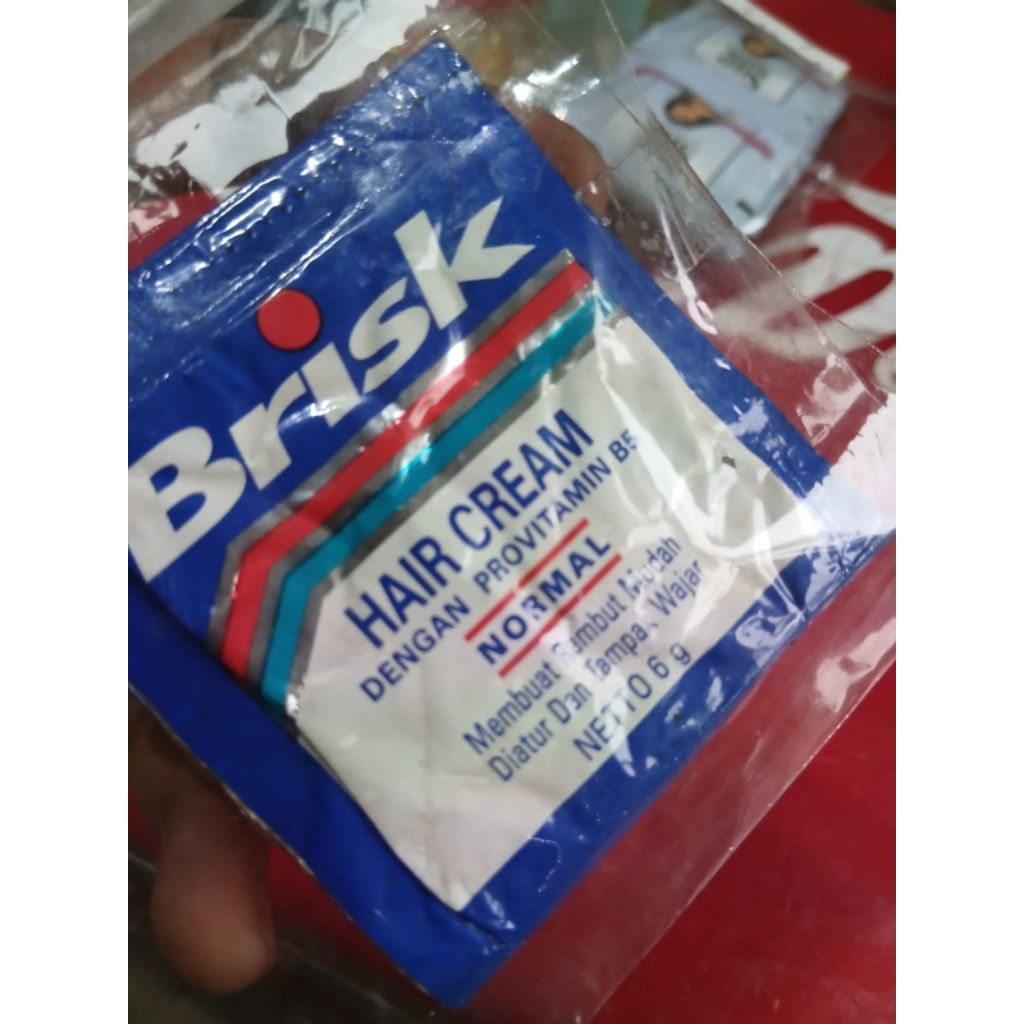 Brisk
HAIR CREAM
DENGAN PROVITAMIN B5
NORMAL
Membuat Rambut Mudah
Diatur Dan Tampak Wajar
NETTO 6 g